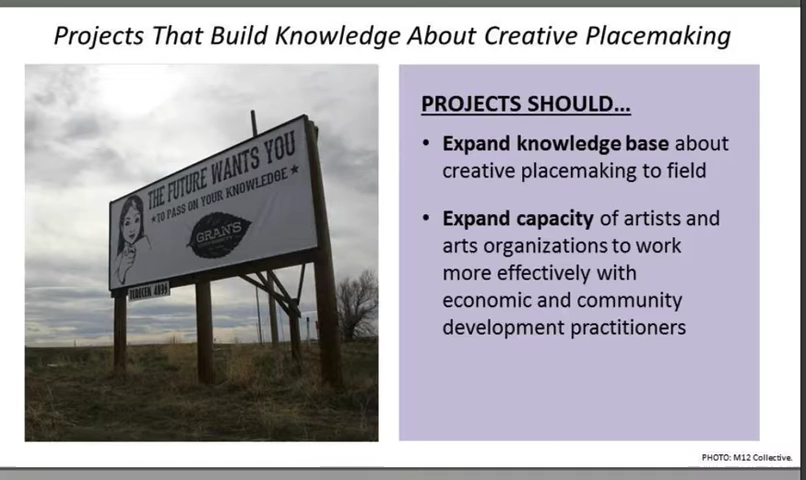 Projects That Build Knowledge About Creative Placemaking
THE FUTURE WANTS YOU
★TO PASS ON YOUR KNOWLEDGE★
GRAN'S
PROJECTS SHOULD...
• Expand knowledge base about
creative placemaking to field
• Expand capacity of artists and
arts organizations to work
more effectively with
economic and community
development practitioners
PHOTO: M12 Collective.